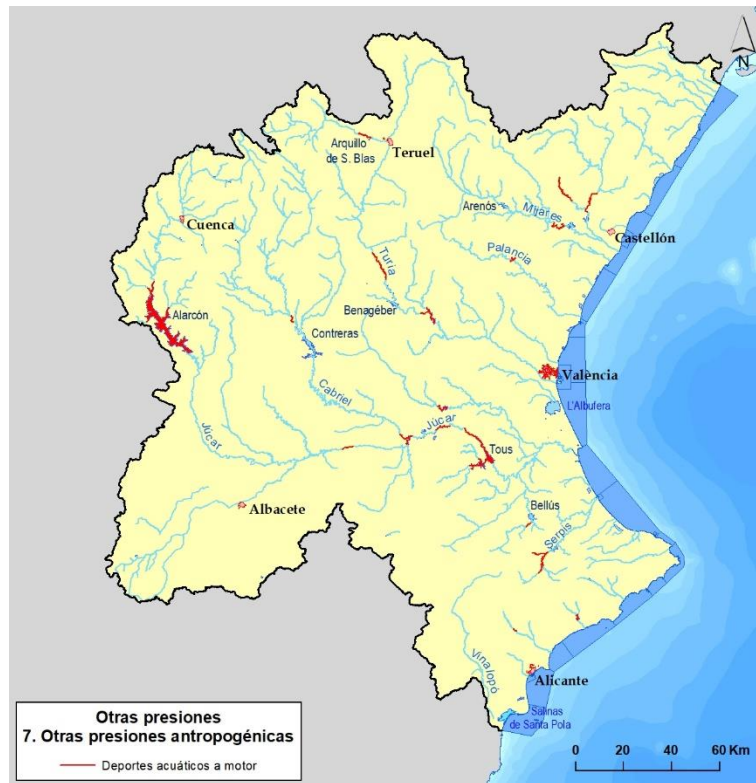 N
Arquillo
de S. Blas
Teruel
Arenós
Mijares
Cuenca
Castellón
Palancia
Turia
Alarcón
Benagéber
Contreras
València
Cabriel
L'Albufera
Júcar
Júcar
Tous
Albacete
Bellús
Serpis
Vinalopó
Alicante
Salinas
de Santa Pola
Otras presiones
7. Otras presiones antropogénicas
Deportes acuáticos a motor
0 20 40 60 Km